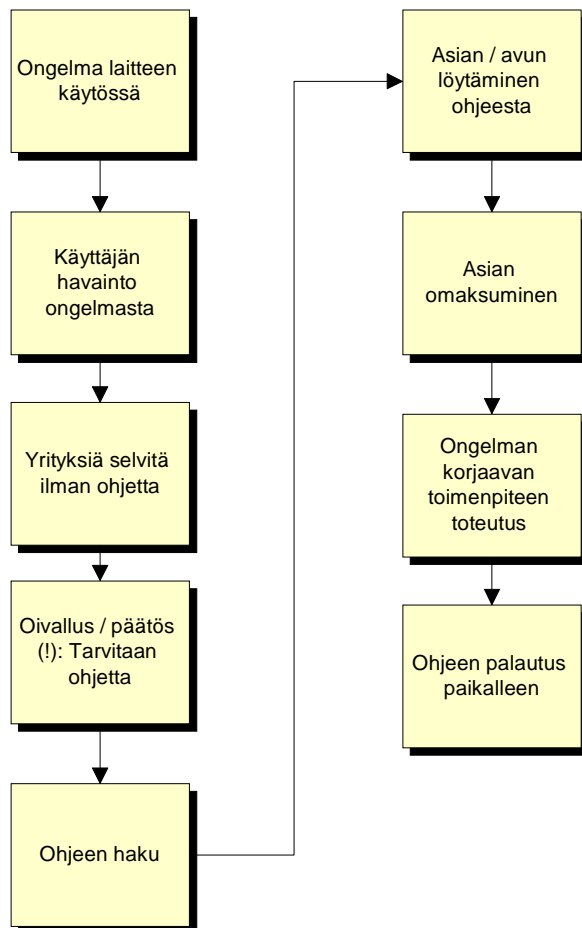 Ongelma laitteen
käytössä
Käyttäjän
havainto
ongelmasta
Yrityksiä selvitä
ilman ohjetta
Oivallus / päätös
(!): Tarvitaan
ohjetta
Ohjeen haku
Asian / avun
löytäminen
ohjeesta
Asian
omaksuminen
Ongelman
korjaavan
toimenpiteen
toteutus
Ohjeen palautus
paikalleen